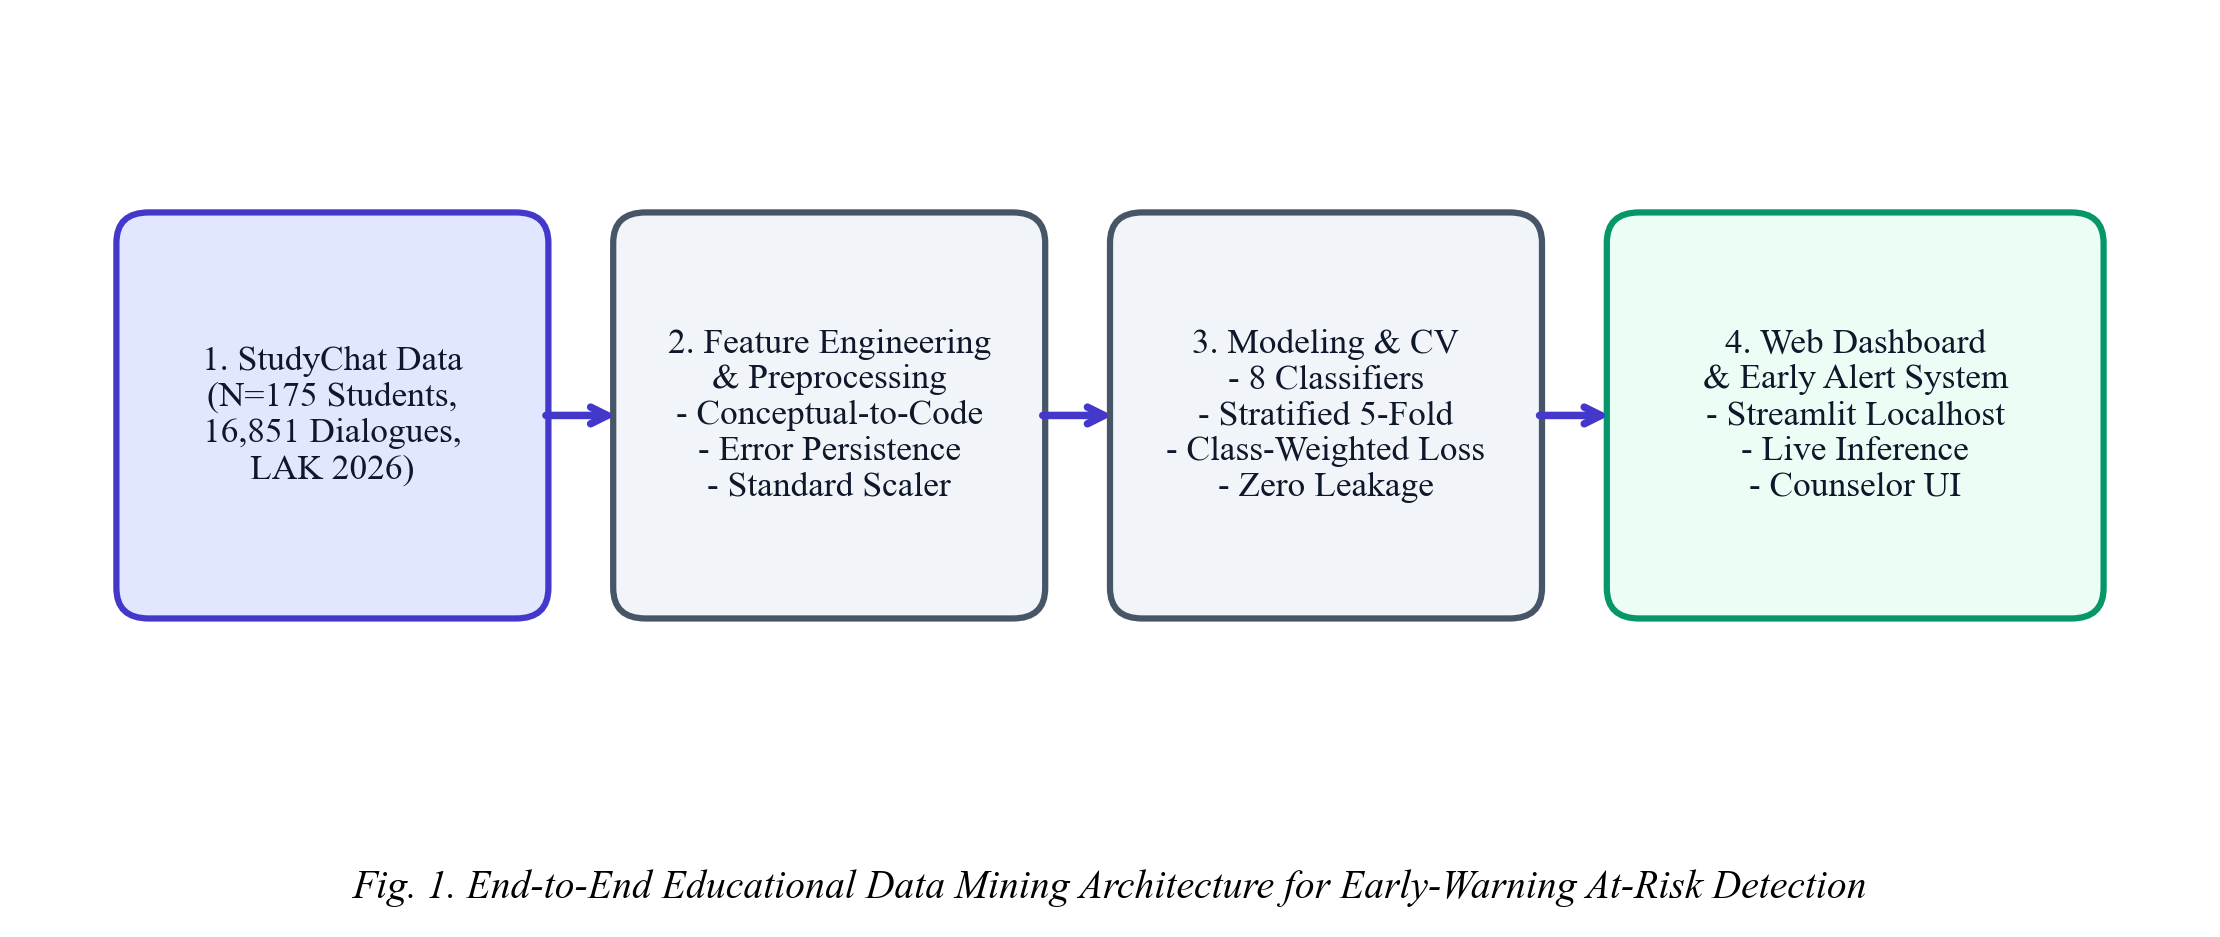 1. StudyChat Data
(N=175 Students,
16,851 Dialogues,
LAK 2026)
2. Feature Engineering
& Preprocessing
- Conceptual-to-Code
- Error Persistence
- Standard Scaler
3. Modeling & CV
- 8 Classifiers
- Stratified 5-Fold
- Class-Weighted Loss
- Zero Leakage
4. Web Dashboard
& Early Alert System
- Streamlit Localhost
- Live Inference
- Counselor UI
Fig. 1. End-to-End Educational Data Mining Architecture for Early-Warning At-Risk Detection